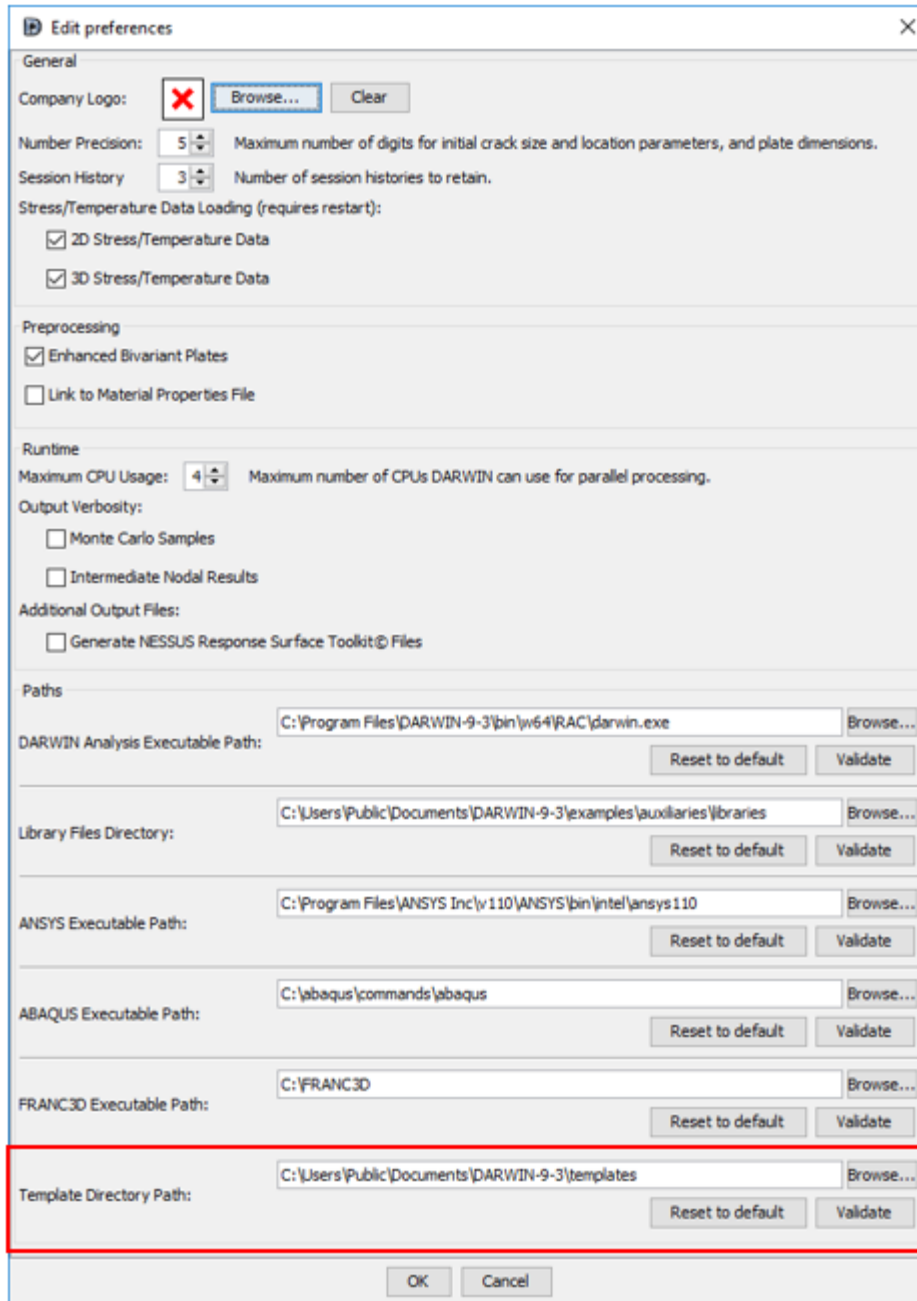 Edit preferences
General
Company Logo: Browse... Clear
Number Precision: 5 Maximum number of digits for initial crack size and location parameters, and plate dimensions.
Session History 3 Number of session histories to retain.
Stress/Temperature Data Loading (requires restart):
2D Stress/Temperature Data
3D Stress/Temperature Data
Preprocessing
Enhanced Bivariant Plates
Link to Material Properties File
Runtime
Maximum CPU Usage: 4 Maximum number of CPUs DARWIN can use for parallel processing.
Output Verbosity:
Monte Carlo Samples
Intermediate Nodal Results
Additional Output Files:
Generate NESSUS Response Surface Toolkit© Files
Paths
C:\Program Files\DARWIN-9-3\bin\w64\RAC\darwin.exe Browse...
DARWIN Analysis Executable Path:
Reset to default Validate
C:\Users\Public\Documents\DARWIN-9-3\examples\auxiliaries\libraries Browse...
Library Files Directory:
Reset to default Validate
C:\Program Files\ANSYS Inc\v110\ANSYS\bin\intel\ansys110 Browse...
ANSYS Executable Path:
Reset to default Validate
C:\abaqus\commands\abaqus Browse...
ABAQUS Executable Path:
Reset to default Validate
C:\FRANC3D Browse...
FRANC3D Executable Path:
Reset to default Validate
C:\Users\Public\Documents\DARWIN-9-3\templates Browse...
Template Directory Path:
Reset to default Validate
OK Cancel